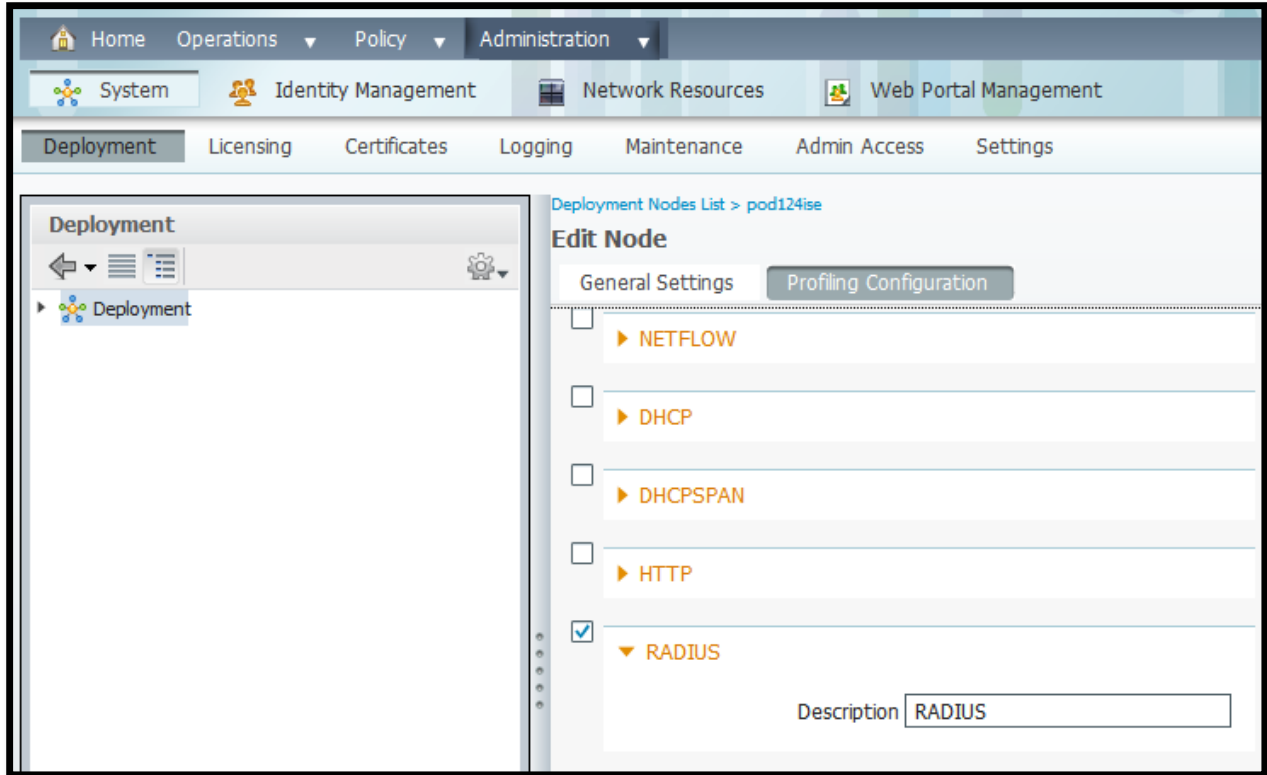 Home Operations Policy Administration
System Identity Management Network Resources Web Portal Management
Deployment Licensing Certificates Logging Maintenance Admin Access Settings
Deployment
Deployment
Deployment Nodes List > pod124ise
Edit Node
General Settings Profiling Configuration
NETFLOW
DHCP
DHCPSPAN
HTTP
RADIUS
Description RADIUS